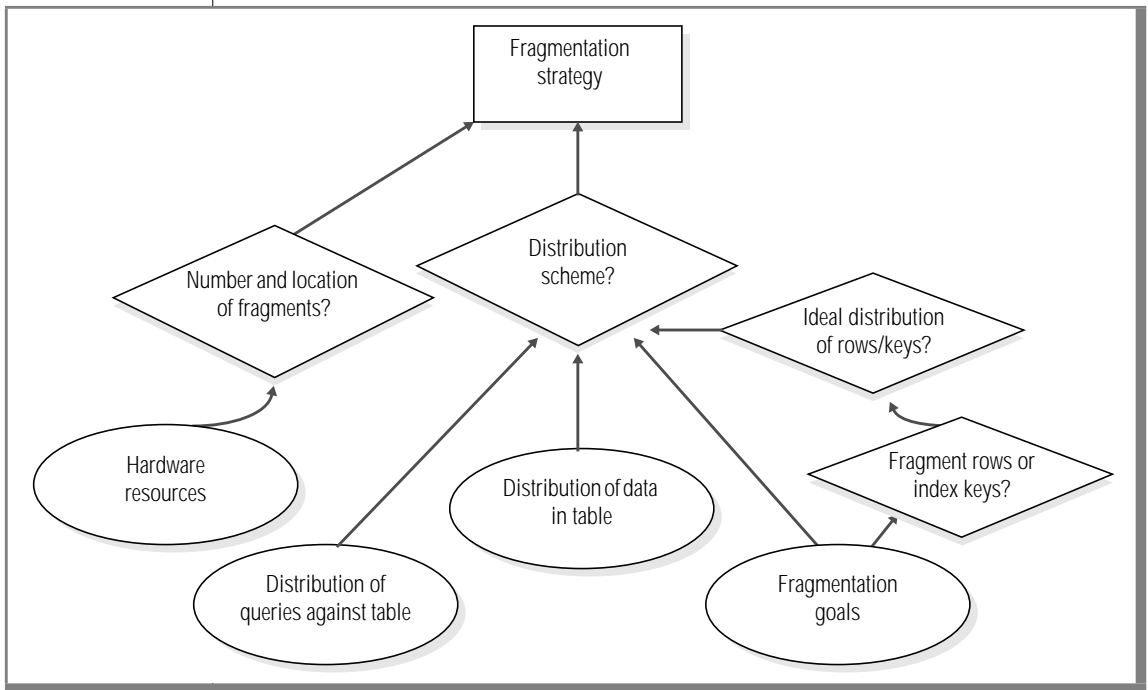 Fragmentation
strategy
Number and location
of fragments?
Distribution
scheme?
Ideal distribution
of rows/keys?
Hardware
resources
Distribution of data
in table
Fragment rows or
index keys?
Distribution of
queries against table
Fragmentation
goals